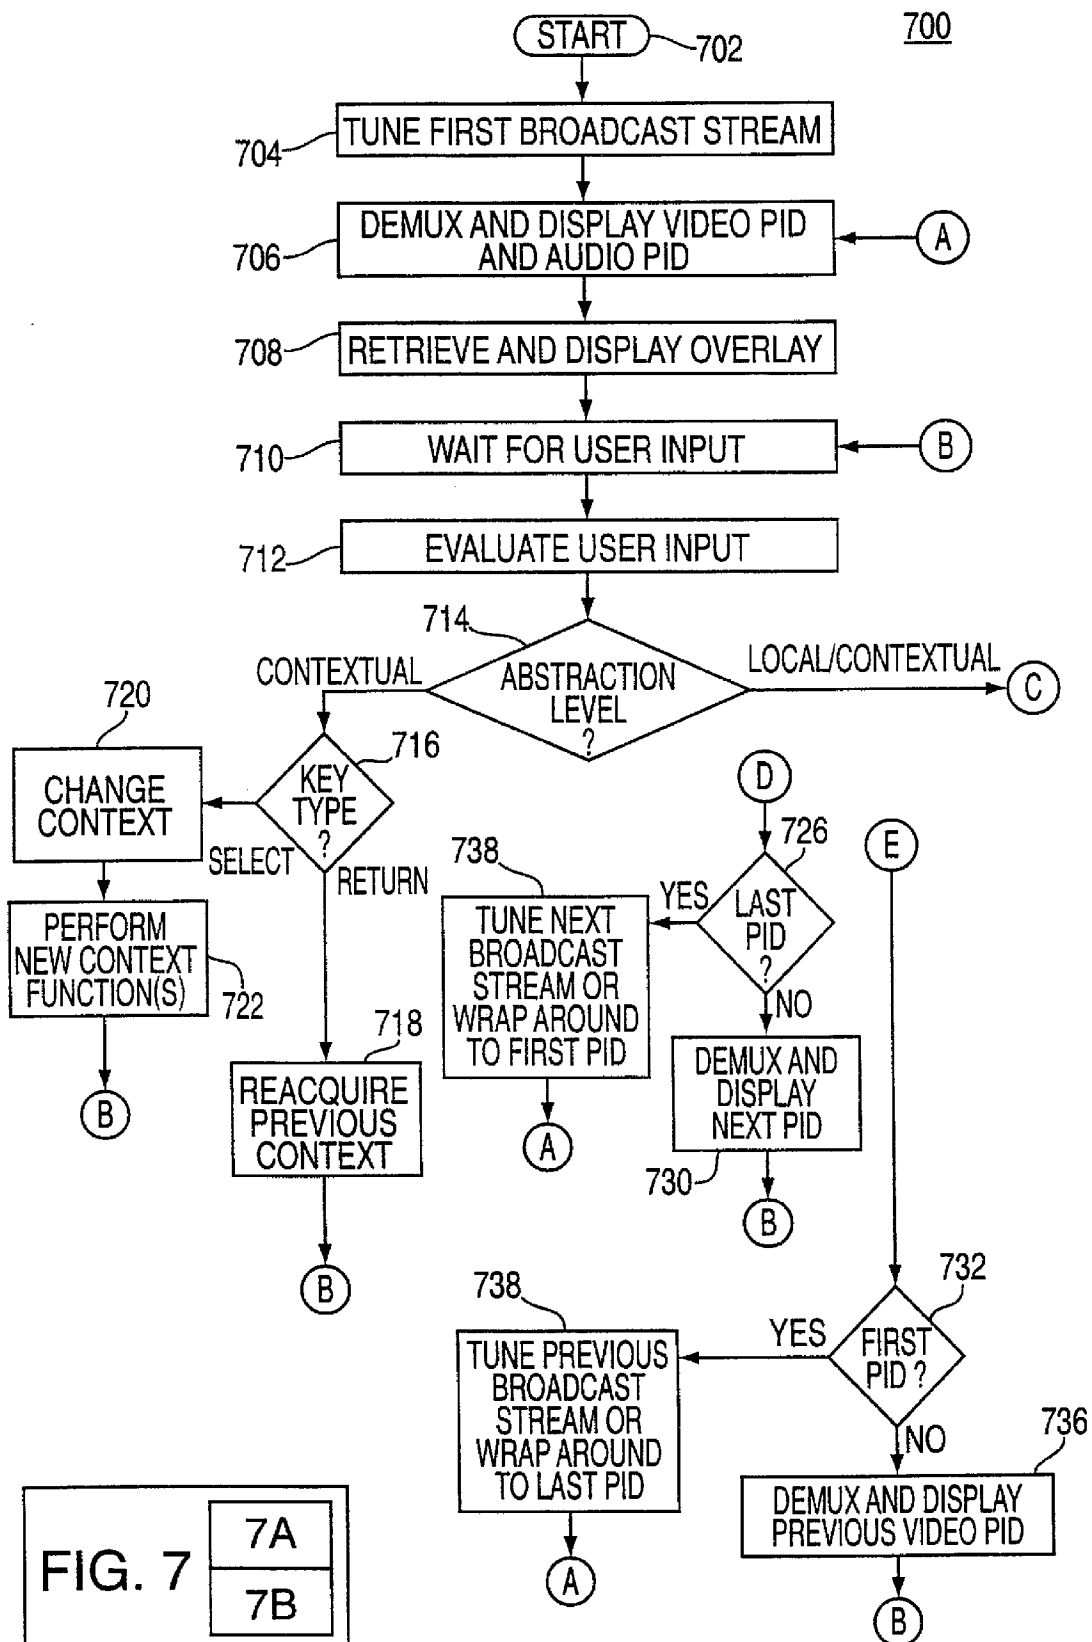 START
702
700
704
TUNE FIRST BROADCAST STREAM
706
DEMUX AND DISPLAY VIDEO PID
AND AUDIO PID
A
708
RETRIEVE AND DISPLAY OVERLAY
710
WAIT FOR USER INPUT
B
712
EVALUATE USER INPUT
714
CONTEXTUAL
ABSTRACTION
LEVEL
?
LOCAL/CONTEXTUAL
C
720
CHANGE
CONTEXT
716
KEY
TYPE
?
SELECT
RETURN
PERFORM
NEW CONTEXT
FUNCTION(S)
722
B
718
REACQUIRE
PREVIOUS
CONTEXT
B
D
726
LAST
PID
?
YES
NO
738
TUNE NEXT
BROADCAST
STREAM OR
WRAP AROUND
TO FIRST PID
A
DEMUX AND
DISPLAY
NEXT PID
730
B
E
732
FIRST
PID ?
YES
NO
738
TUNE PREVIOUS
BROADCAST
STREAM OR
WRAP AROUND
TO LAST PID
A
736
DEMUX AND DISPLAY
PREVIOUS VIDEO PID
B
FIG. 7
7A
7B